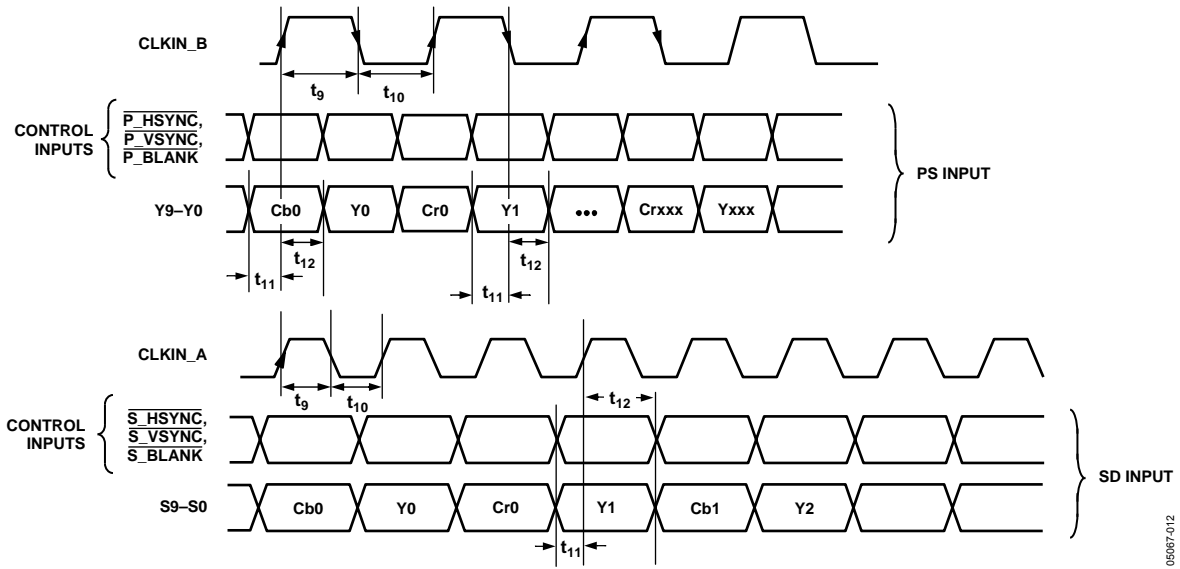 CLKIN_B
t9
t10
CONTROL
INPUTS
P_HSYNC,
P_VSYNC,
P_BLANK
PS INPUT
Y9–Y0
Cb0
Y0
Cr0
Y1
•••
Crxxx
Yxxx
t12
t12
t11
t11
CLKIN_A
t9
t10
t12
CONTROL
INPUTS
S_HSYNC,
S_VSYNC,
S_BLANK
SD INPUT
S9–S0
Cb0
Y0
Cr0
Y1
Cb1
Y2
t11
05067-012